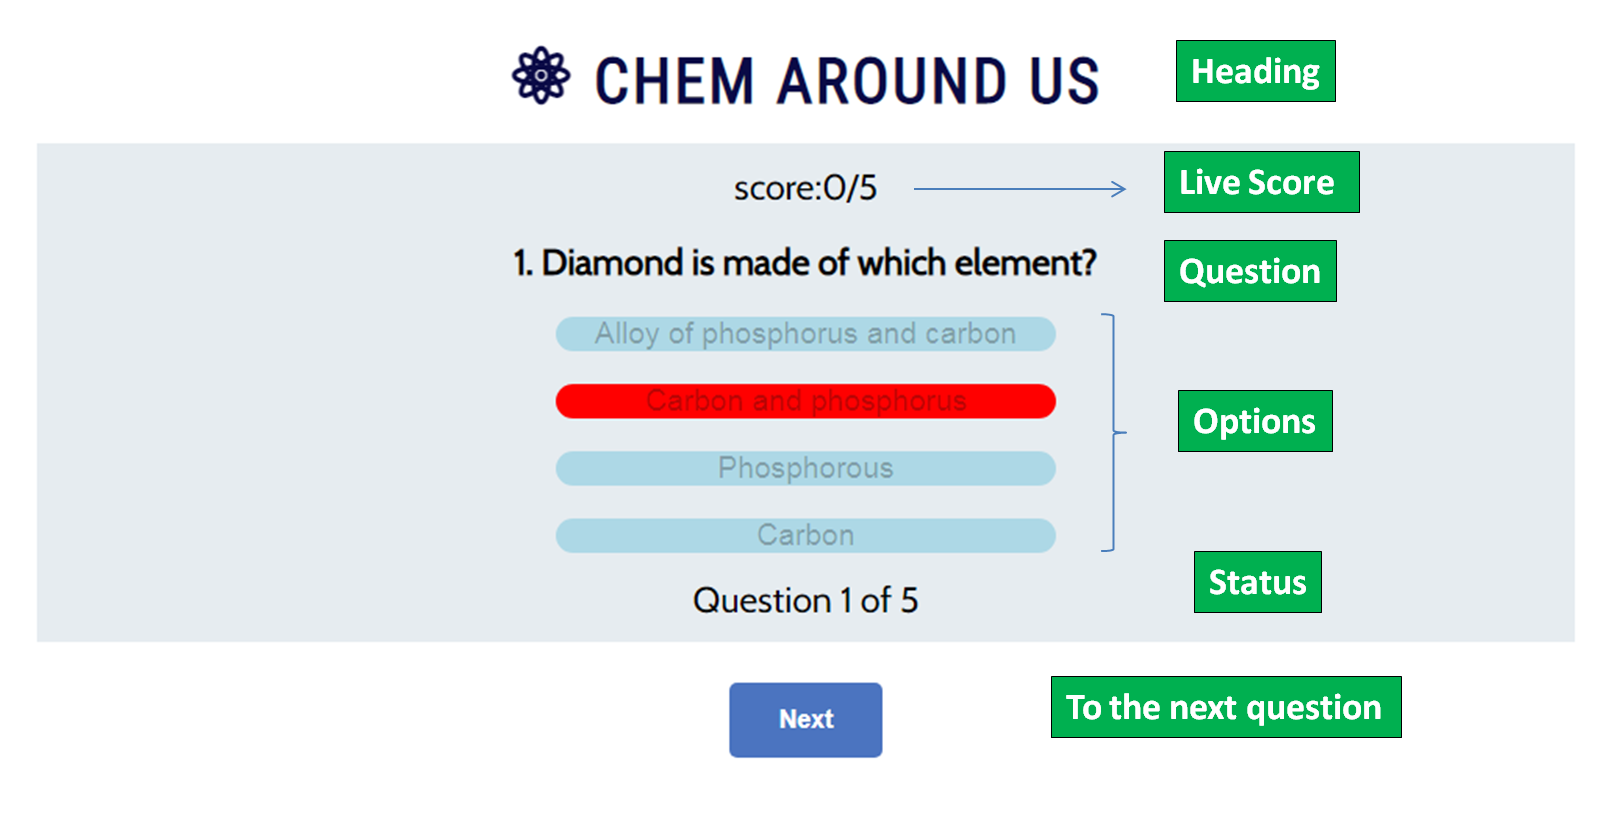 CHEM AROUND US
Heading
score:0/5
Live Score
1. Diamond is made of which element?
Question
Alloy of phosphorus and carbon
Carbon and phosphorus
Options
Phosphorous
Carbon
Status
Question 1 of 5
Next
To the next question